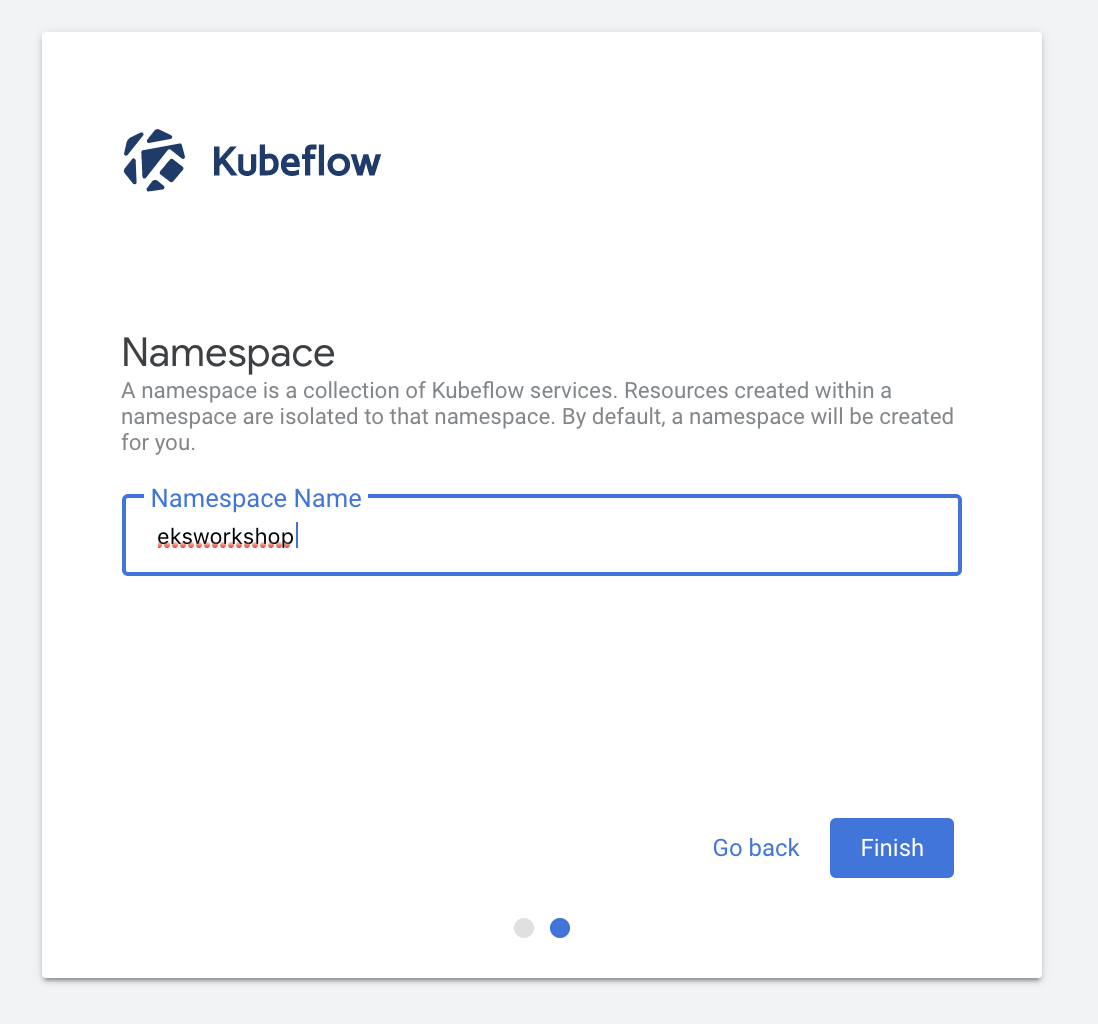 Kubeflow
Namespace
A namespace is a collection of Kubeflow services. Resources created within a
namespace are isolated to that namespace. By default, a namespace will be created
for you.
Namespace Name
eksworkshop
Go back
Finish